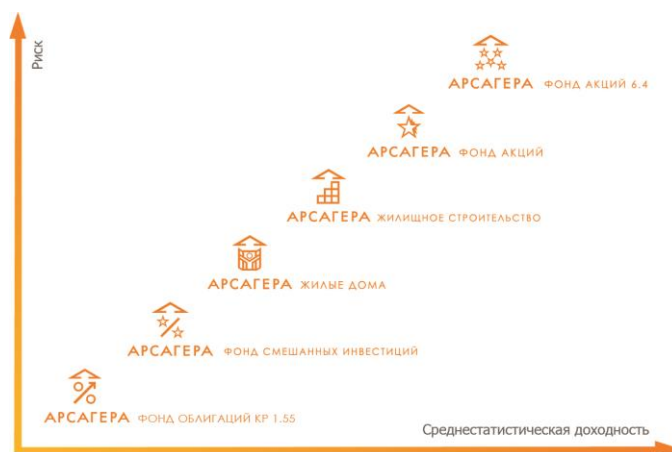 Риск
АРСАГЕРА ФОНД АКЦИЙ 6.4
АРСАГЕРА ФОНД АКЦИЙ
АРСАГЕРА ЖИЛИЩНОЕ СТРОИТЕЛЬСТВО
АРСАГЕРА ЖИЛЫЕ ДОМА
АРСАГЕРА ФОНД СМЕШАННЫХ ИНВЕСТИЦИЙ
АРСАГЕРА ФОНД ОБЛИГАЦИЙ КР 1.55
Среднестатистическая доходность